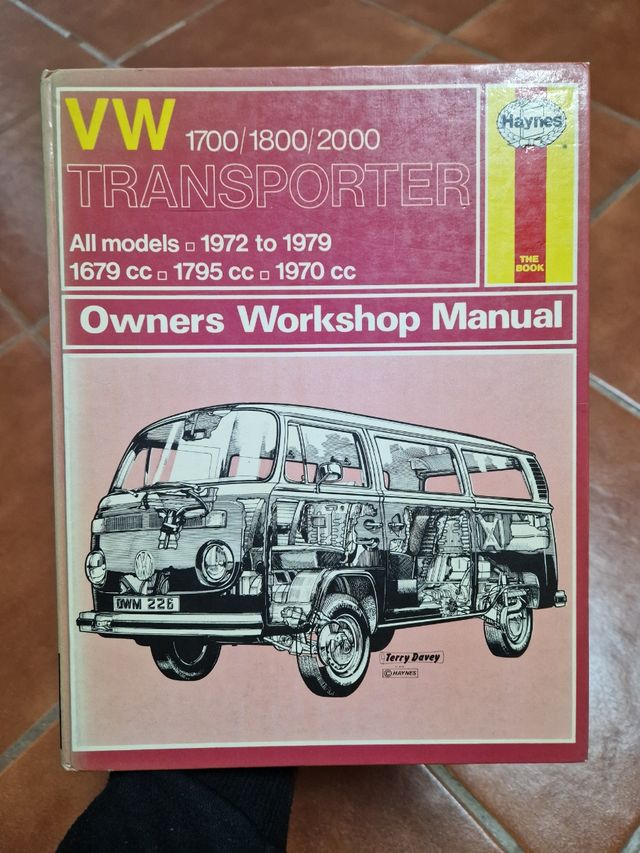 VW 1700/1800/2000
TRANSPORTER
All models ▫ 1972 to 1979
1679 cc ▫ 1795 cc ▫ 1970 cc
Haynes
THE
BOOK
Owners Workshop Manual
OWM 226
Terry Davey
© HAYNES